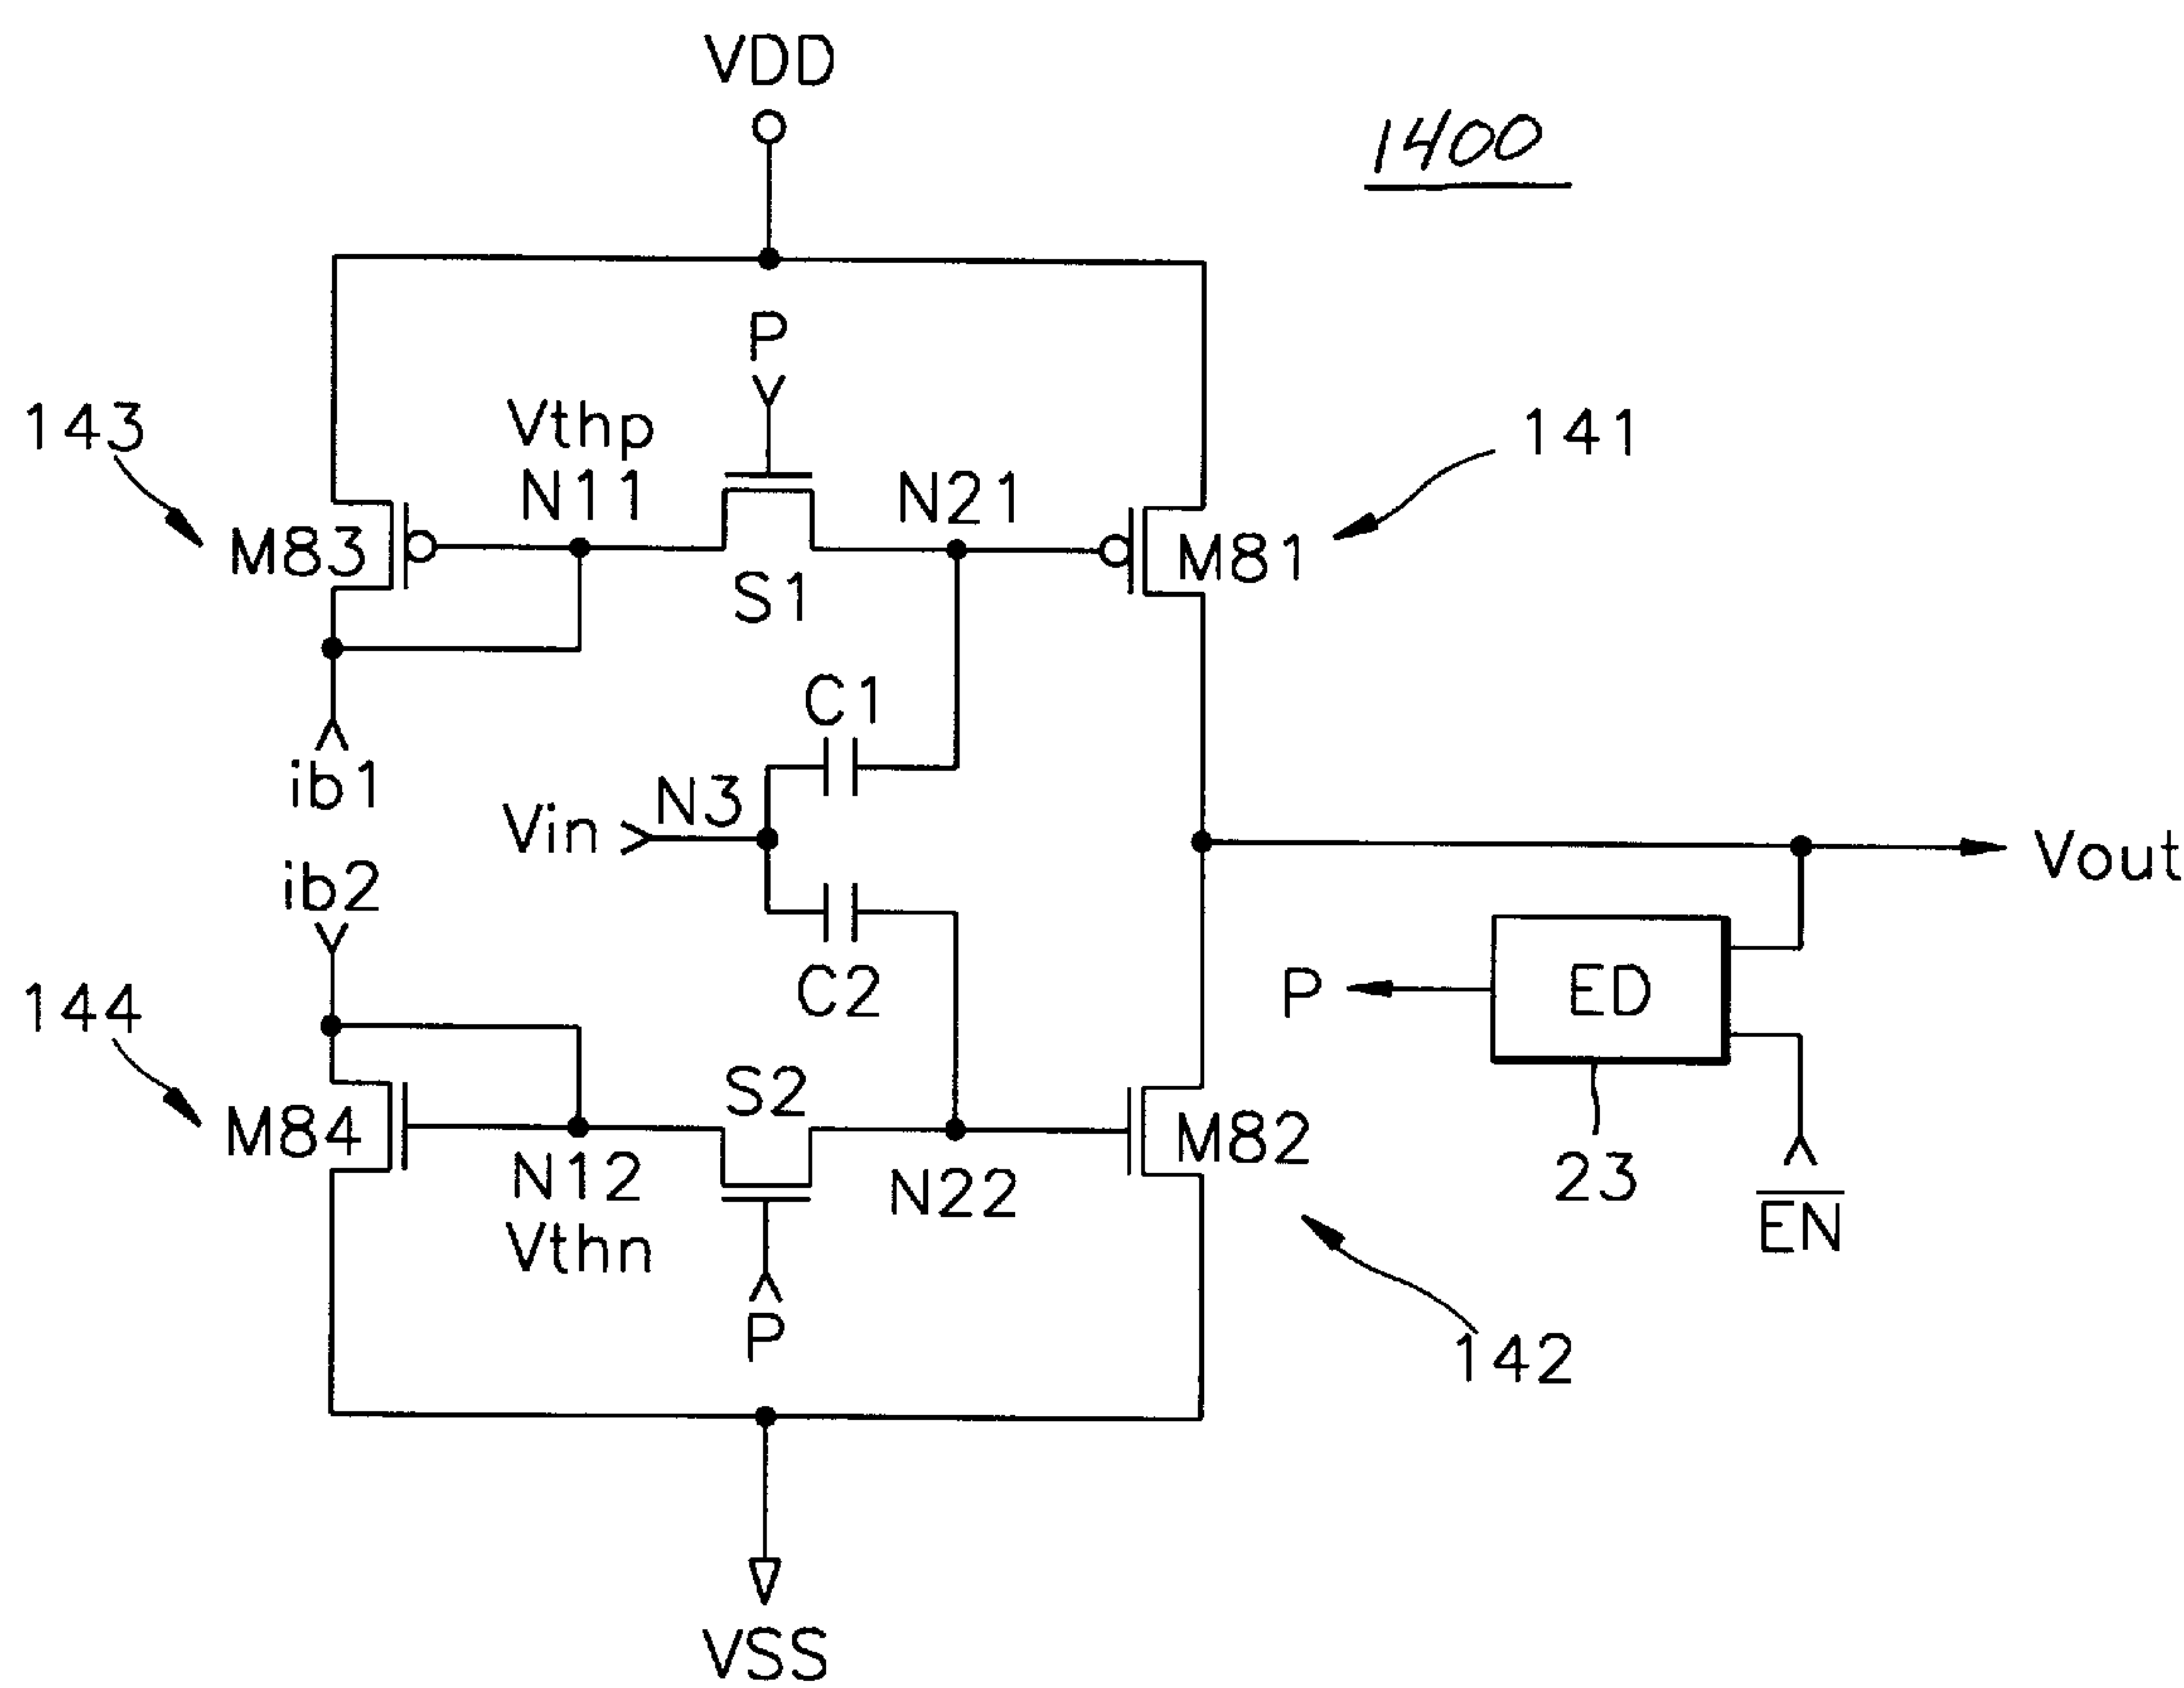 VDD
1400
P
143
Vthp
141
N11
N21
M83
M81
S1
C1
ib1
N3
Vin
Vout
ib2
C2
P
ED
144
S2
M84
M82
N12
N22
23
EN
Vthn
P
142
VSS